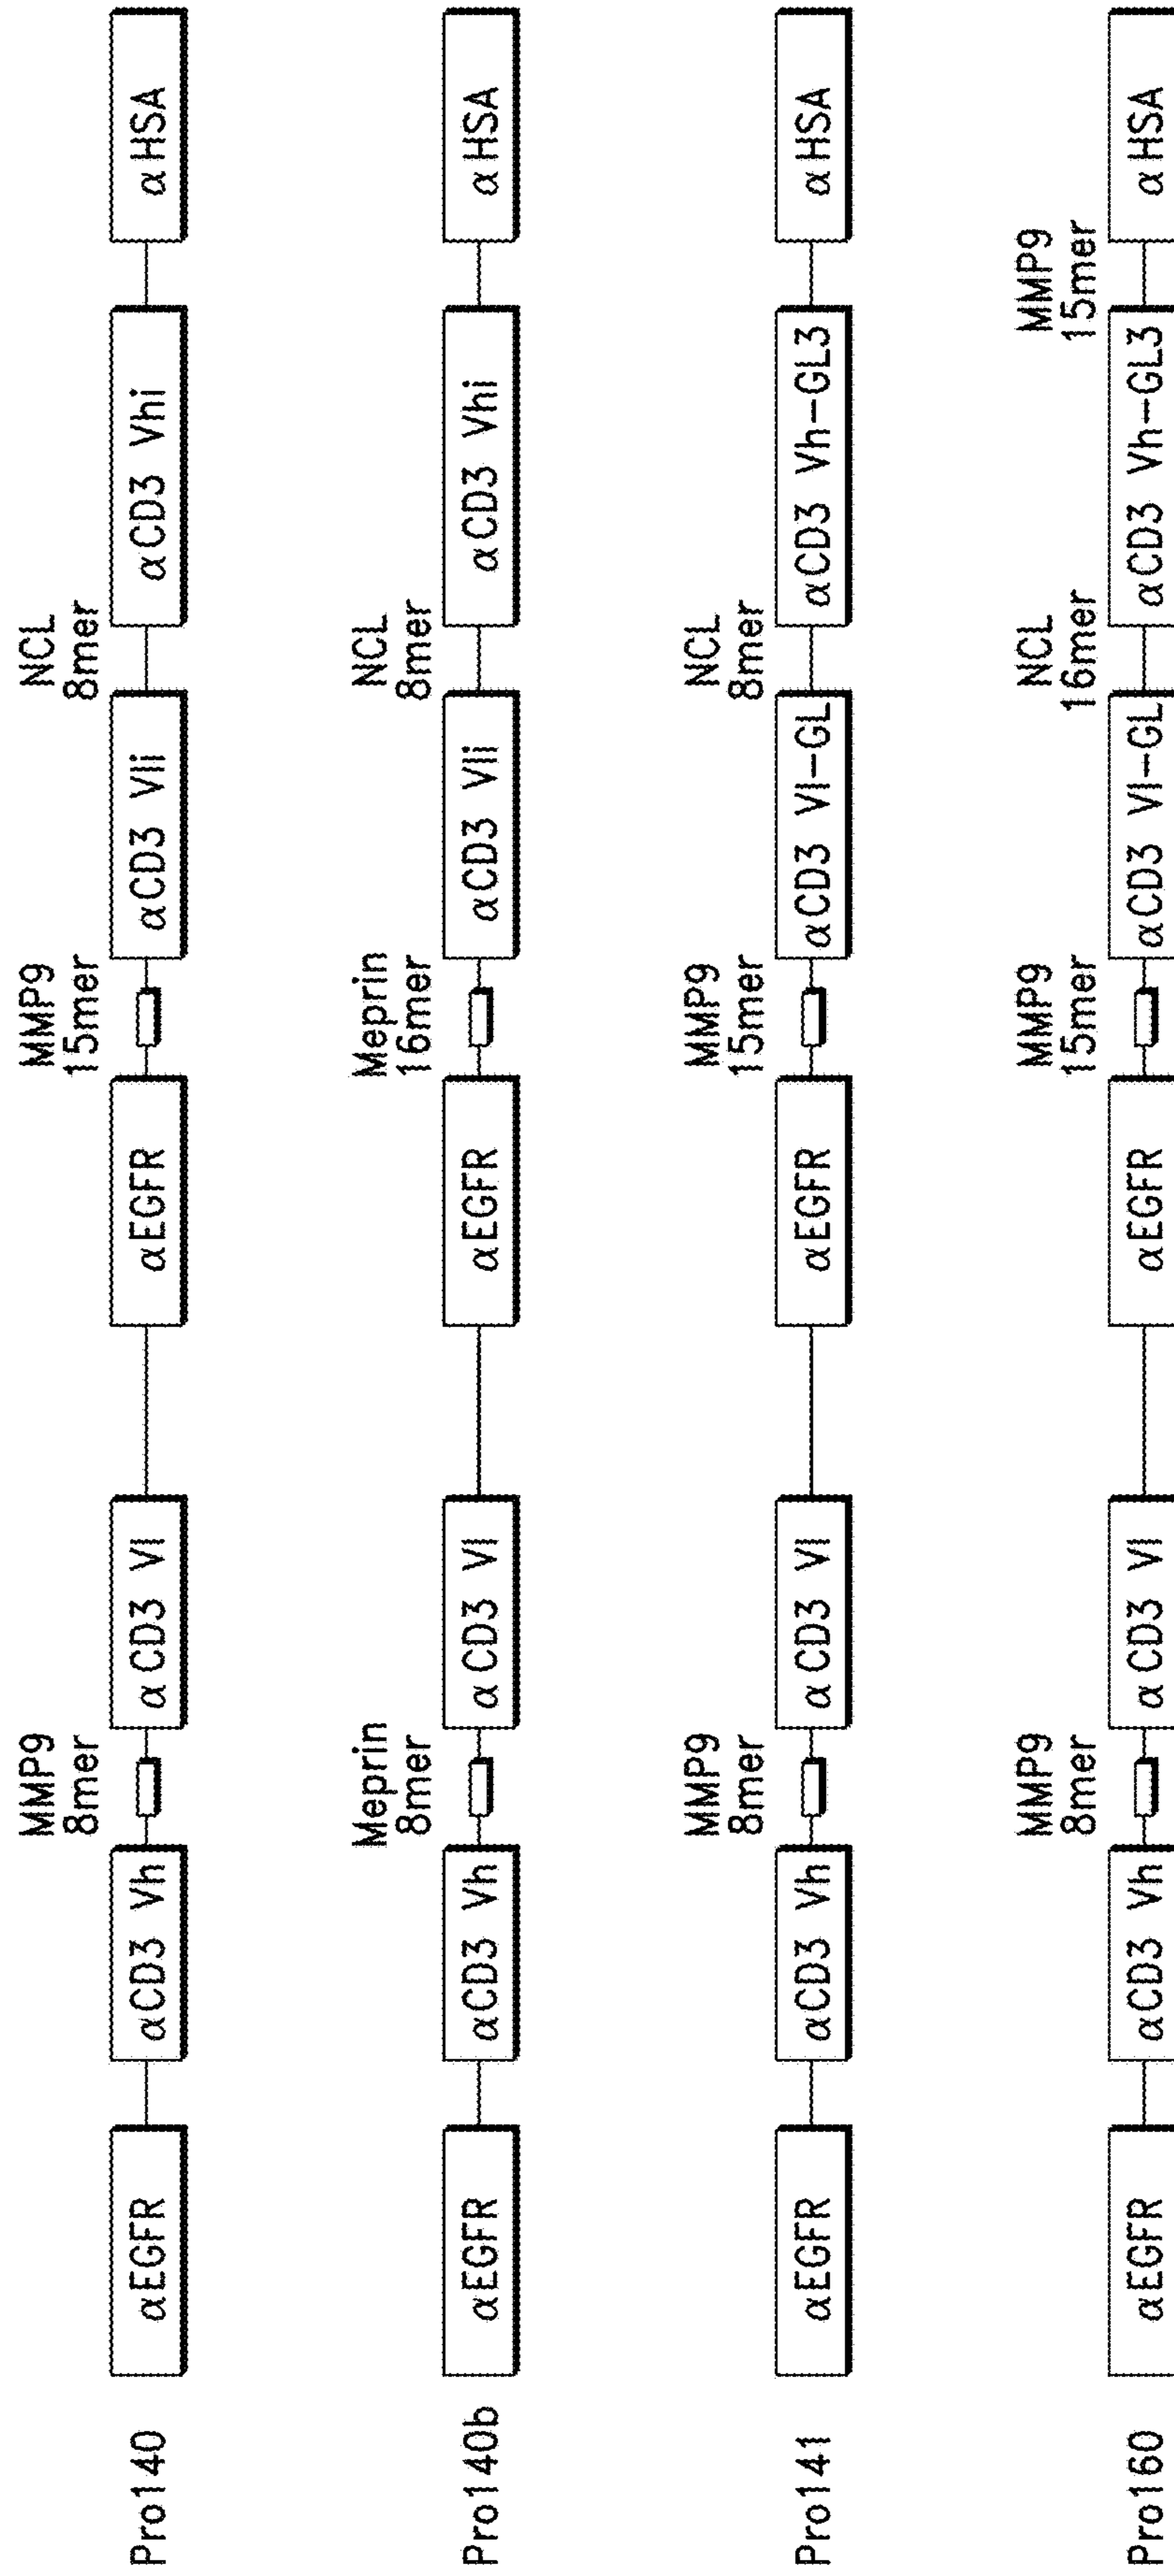 MMP9 MMP9 NCL
8mer 15mer 8mer
Pro140 αEGFR αCD3 Vh αCD3 Vl αEGFR αCD3 Vli αCD3 Vhi αHSA
Meprin Meprin NCL
8mer 16mer 8mer
Pro140b αEGFR αCD3 Vh αCD3 Vl αEGFR αCD3 Vli αCD3 Vhi αHSA
MMP9 MMP9 NCL
8mer 15mer 8mer
Pro141 αEGFR αCD3 Vh αCD3 Vl αEGFR αCD3 Vl-GL αCD3 Vh-GL3 αHSA
MMP9 MMP9 NCL MMP9
8mer 15mer 16mer 15mer
Pro160 αEGFR αCD3 Vh αCD3 Vl αEGFR αCD3 Vl-GL αCD3 Vh-GL3 αHSA